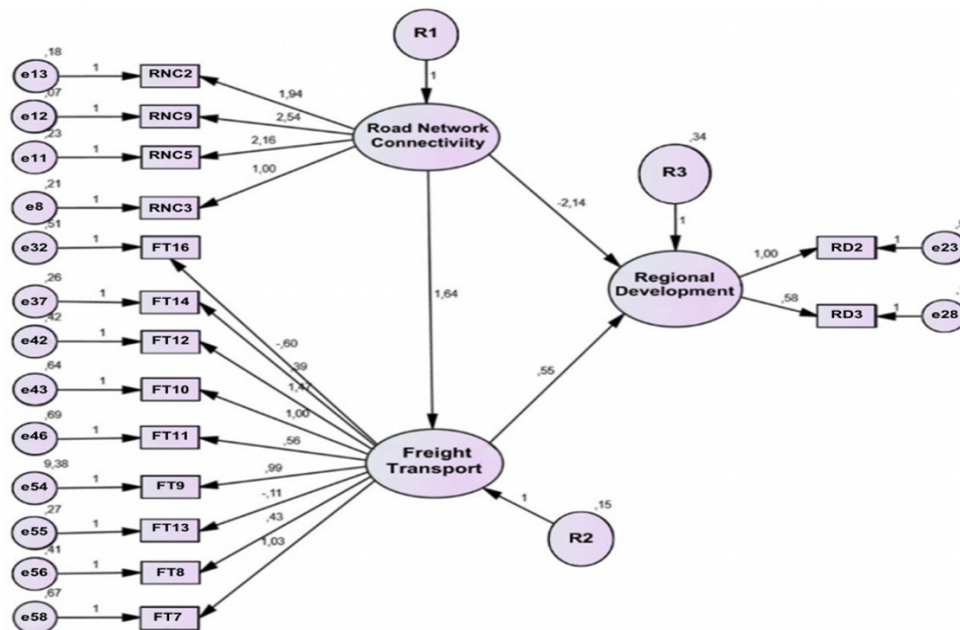 R1
,18
e13
1
RNC2
1,94
1
,07
e12
1
RNC9
2,54
Road Network
Connectiviity
,23
e11
1
RNC5
2,16
,34
R3
,21
e8
1
RNC3
1,00
-2,14
1
,51
e32
1
FT16
RD2
1
e23
1,00
Regional
Development
,26
e37
1
FT14
1,64
,58
RD3
1
e28
,42
e42
1
FT12
-,60
,39
1,47
,55
,64
e43
1
FT10
1,00
,69
e46
1
FT11
,56
Freight
Transport
9,38
e54
1
FT9
,99
-,11
1
,15
R2
,27
e55
1
FT13
,43
,41
e56
1
FT8
1,03
,67
e58
1
FT7